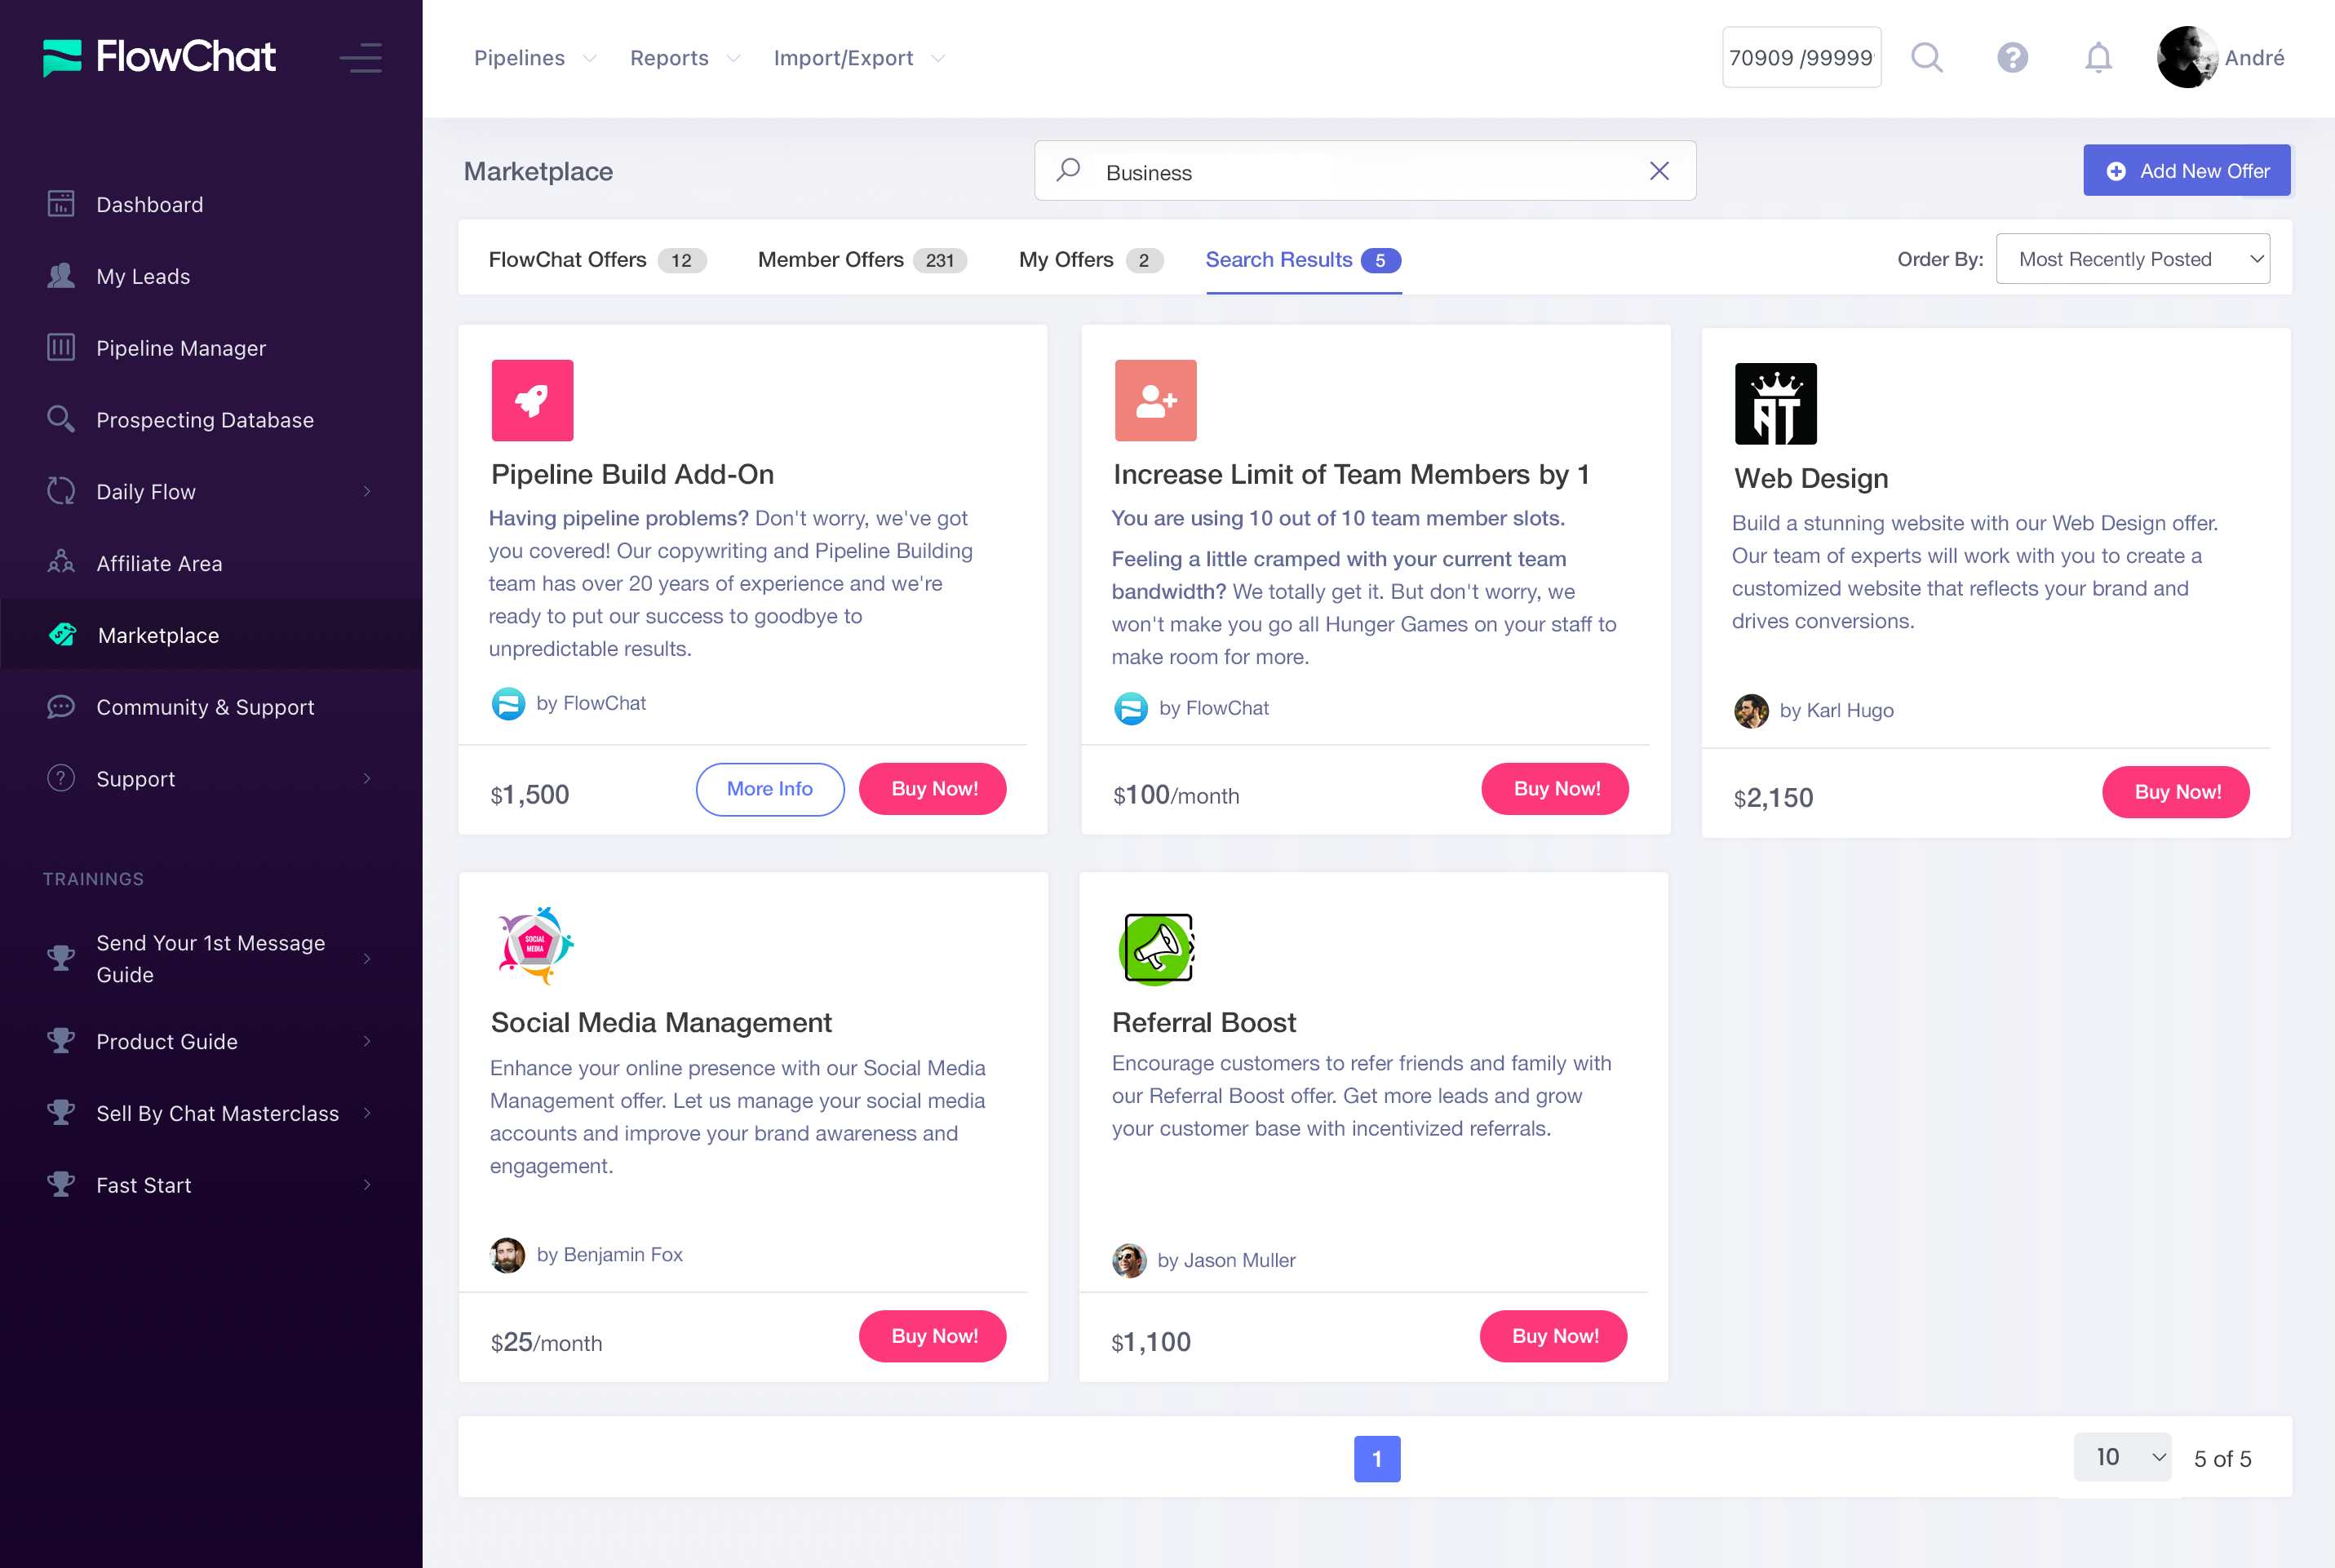 FlowChat
Pipelines
Reports
Import/Export
70909 /99999
André
Dashboard
My Leads
Pipeline Manager
Prospecting Database
Daily Flow
Affiliate Area
Marketplace
Community & Support
Support
TRAININGS
Send Your 1st Message
Guide
Product Guide
Sell By Chat Masterclass
Fast Start
Marketplace
Business
Add New Offer
FlowChat Offers 12
Member Offers 231
My Offers 2
Search Results 5
Order By:
Most Recently Posted
Pipeline Build Add-On
Having pipeline problems? Don't worry, we've got
you covered! Our copywriting and Pipeline Building
team has over 20 years of experience and we're
ready to put our success to goodbye to
unpredictable results.
by FlowChat
$1,500
More Info
Buy Now!
Increase Limit of Team Members by 1
You are using 10 out of 10 team member slots.
Feeling a little cramped with your current team
bandwidth? We totally get it. But don't worry, we
won't make you go all Hunger Games on your staff to
make room for more.
by FlowChat
$100/month
Buy Now!
AT
Web Design
Build a stunning website with our Web Design offer.
Our team of experts will work with you to create a
customized website that reflects your brand and
drives conversions.
by Karl Hugo
$2,150
Buy Now!
SOCIAL
MEDIA
Social Media Management
Enhance your online presence with our Social Media
Management offer. Let us manage your social media
accounts and improve your brand awareness and
engagement.
by Benjamin Fox
$25/month
Buy Now!
Referral Boost
Encourage customers to refer friends and family with
our Referral Boost offer. Get more leads and grow
your customer base with incentivized referrals.
by Jason Muller
$1,100
Buy Now!
1
10
5 of 5